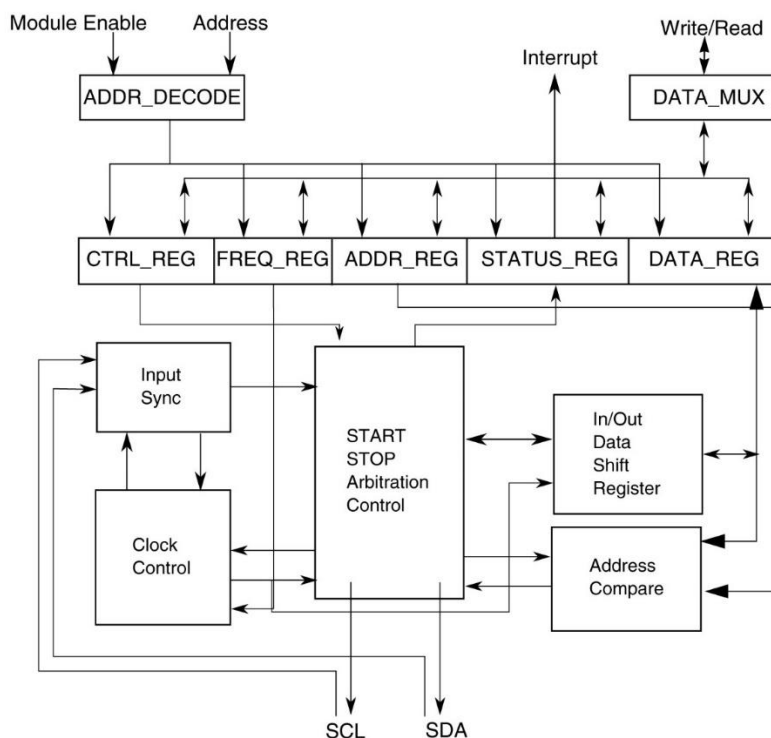 Module Enable
Address
Write/Read
Interrupt
ADDR_DECODE
DATA_MUX
CTRL_REG
FREQ_REG
ADDR_REG
STATUS_REG
DATA_REG
Input
Sync
START
STOP
Arbitration
Control
In/Out
Data
Shift
Register
Clock
Control
Address
Compare
SCL
SDA